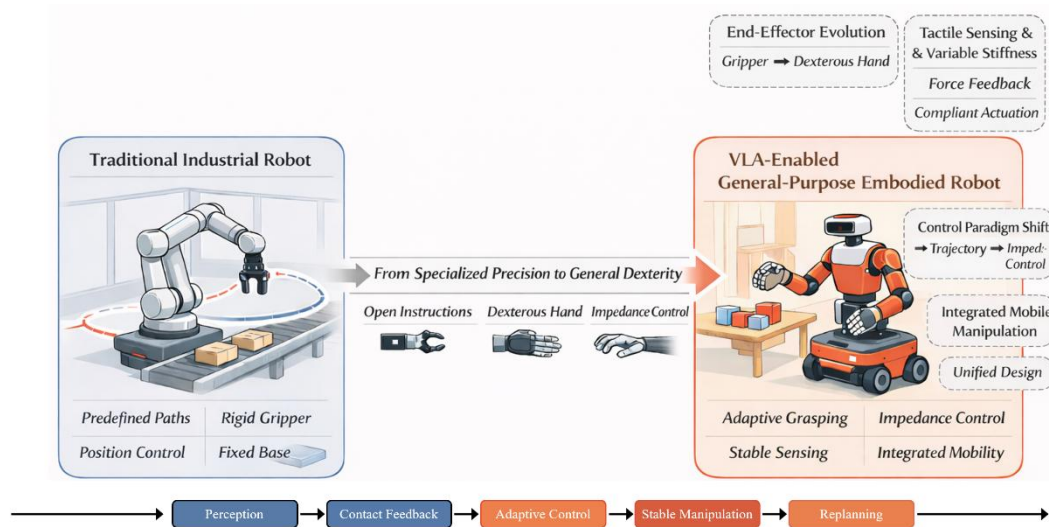 End-Effector Evolution
Gripper ➡ Dexterous Hand
Tactile Sensing &
& Variable Stiffness
Force Feedback
Compliant Actuation
Traditional Industrial Robot
Predefined Paths
Rigid Gripper
Position Control
Fixed Base
From Specialized Precision to General Dexterity
Open Instructions
Dexterous Hand
Impedance Control
VLA-Enabled
General-Purpose Embodied Robot
Control Paradigm Shift
➞ Trajectory ➞ Imped-
Control
Integrated Mobile
Manipulation
Unified Design
Adaptive Grasping
Impedance Control
Stable Sensing
Integrated Mobility
Perception
Contact Feedback
Adaptive Control
Stable Manipulation
Replanning